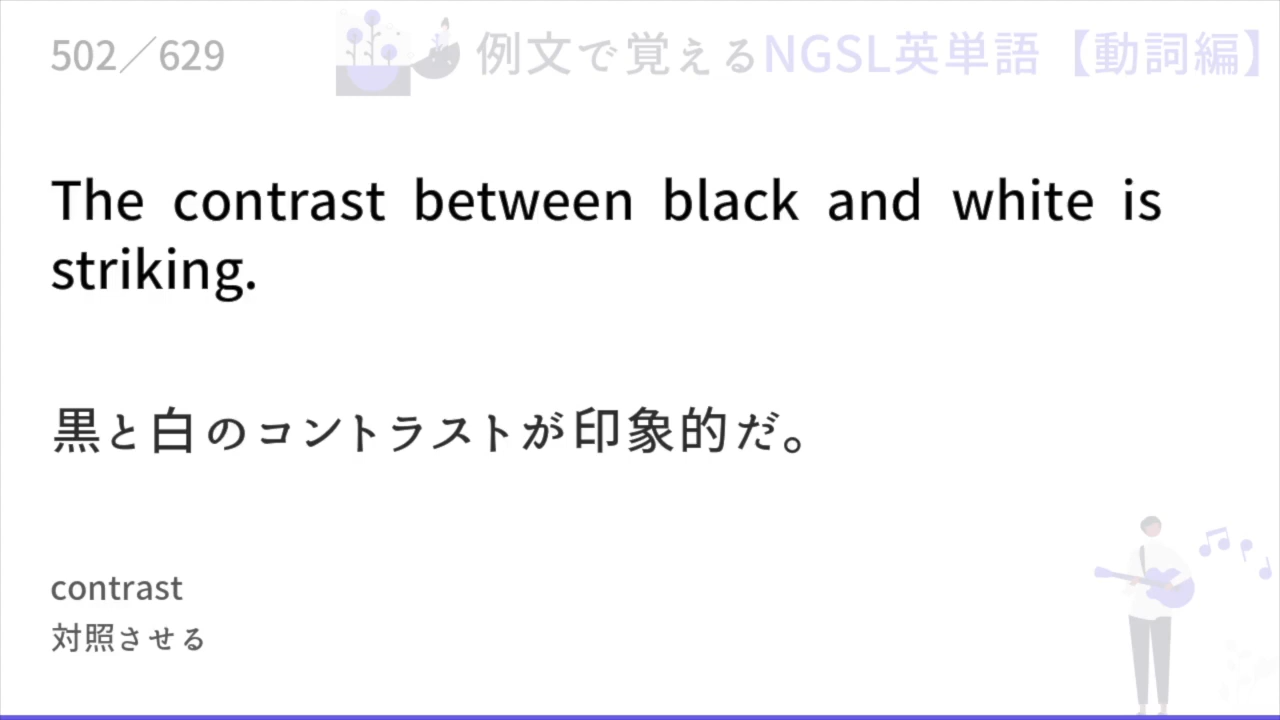 502／629
例文で覚えるNGSL英単語【動詞編】
The contrast between black and white is
striking.
黒と白のコントラストが印象的だ。
contrast
対照させる